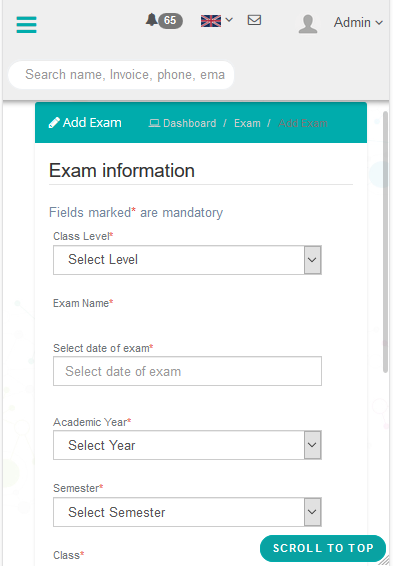 65
Admin
Search name, Invoice, phone, ema
Add Exam
Dashboard / Exam / Add Exam
Exam information
Fields marked* are mandatory
Class Level*
Select Level
Exam Name*
Select date of exam*
Select date of exam
Academic Year*
Select Year
Semester*
Select Semester
SCROLL TO TOP
Class*